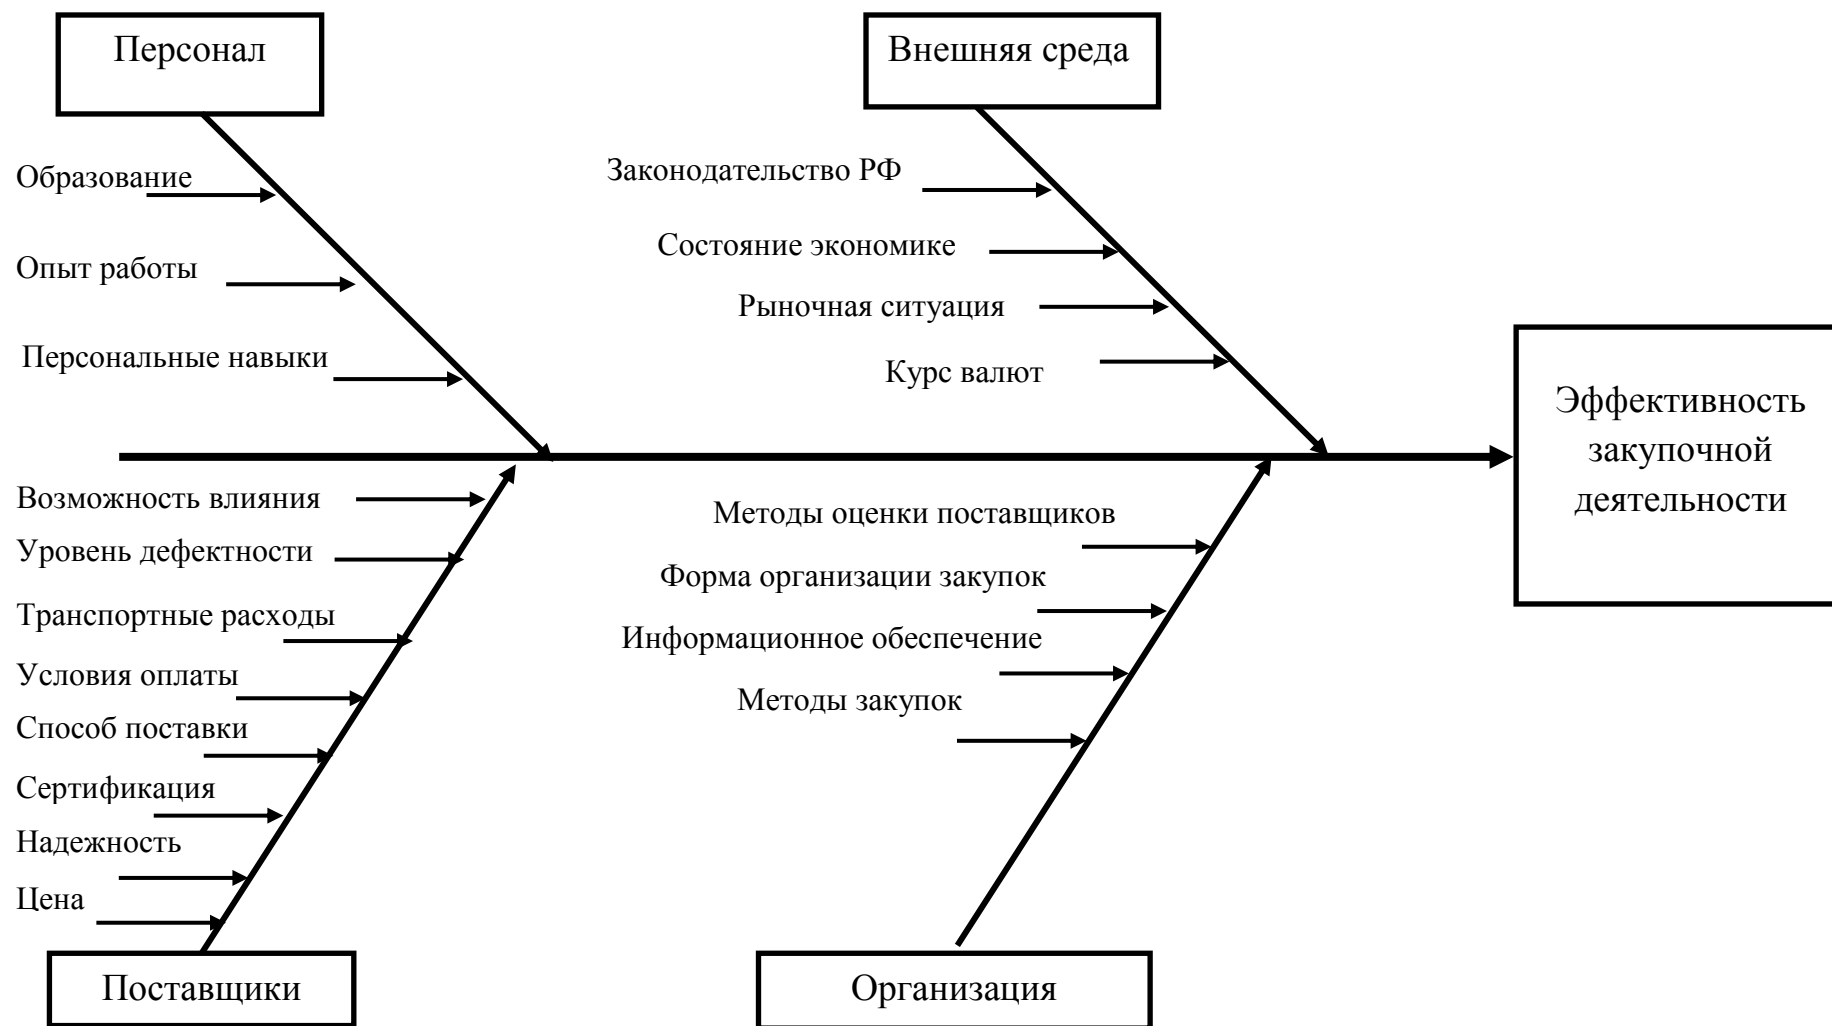 Персонал
Внешняя среда
Образование
Законодательство РФ
Опыт работы
Состояние экономике
Рыночная ситуация
Персональные навыки
Курс валют
Эффективность
закупочной
деятельности
Возможность влияния
Методы оценки поставщиков
Уровень дефектности
Форма организации закупок
Транспортные расходы
Информационное обеспечение
Условия оплаты
Методы закупок
Способ поставки
Сертификация
Надежность
Цена
Поставщики
Организация